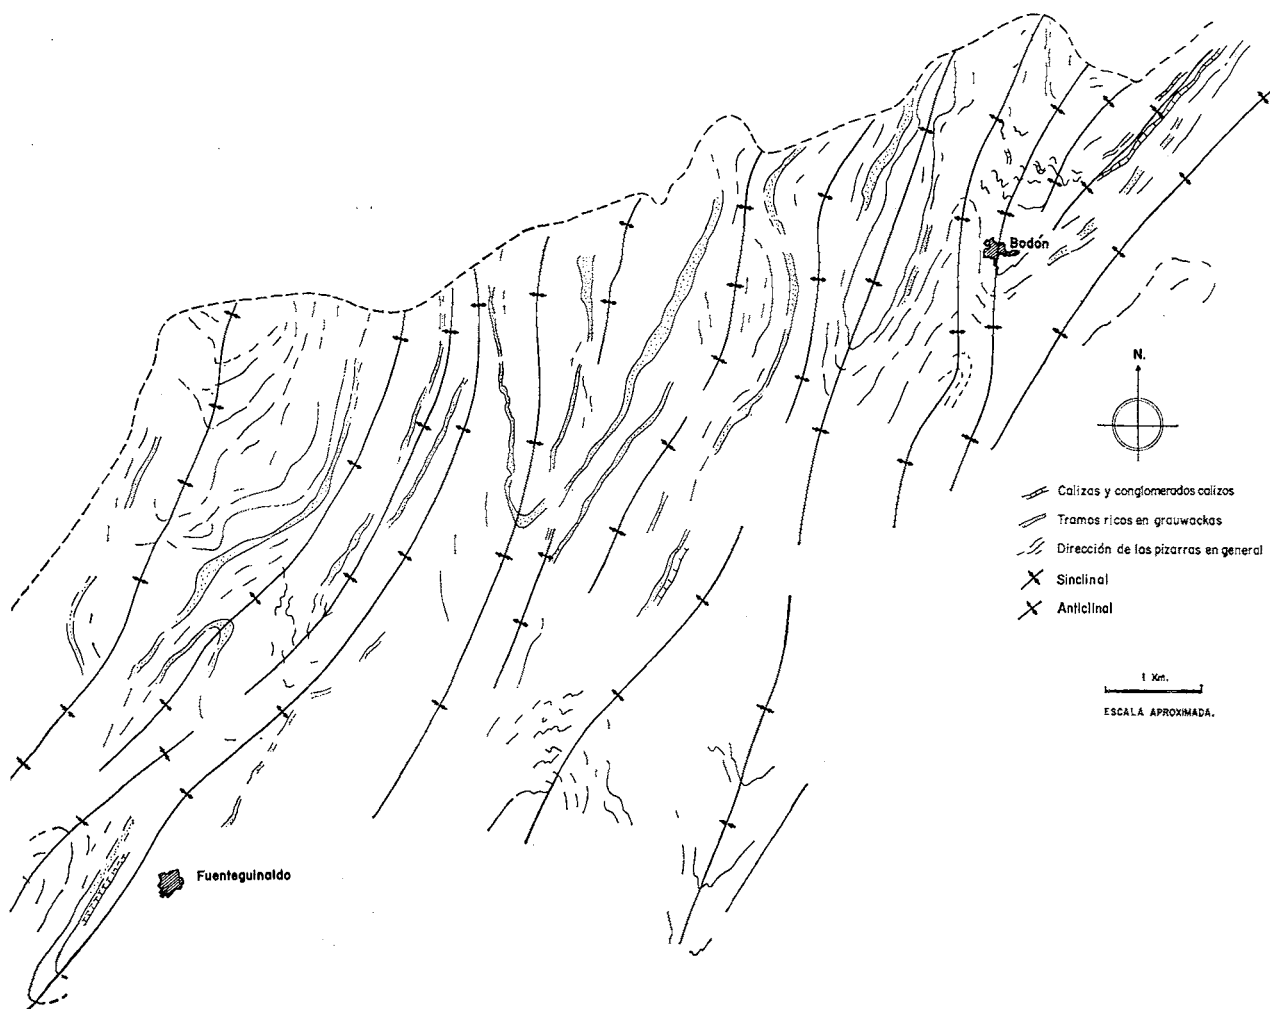 Bodón
N.
Calizas y conglomerados calizos
Tramos ricos en grauwackas
Dirección de las pizarras en general
Sinclinal
Anticlinal
1 Km.
ESCALA APROXIMADA.
Fuenteguinaldo